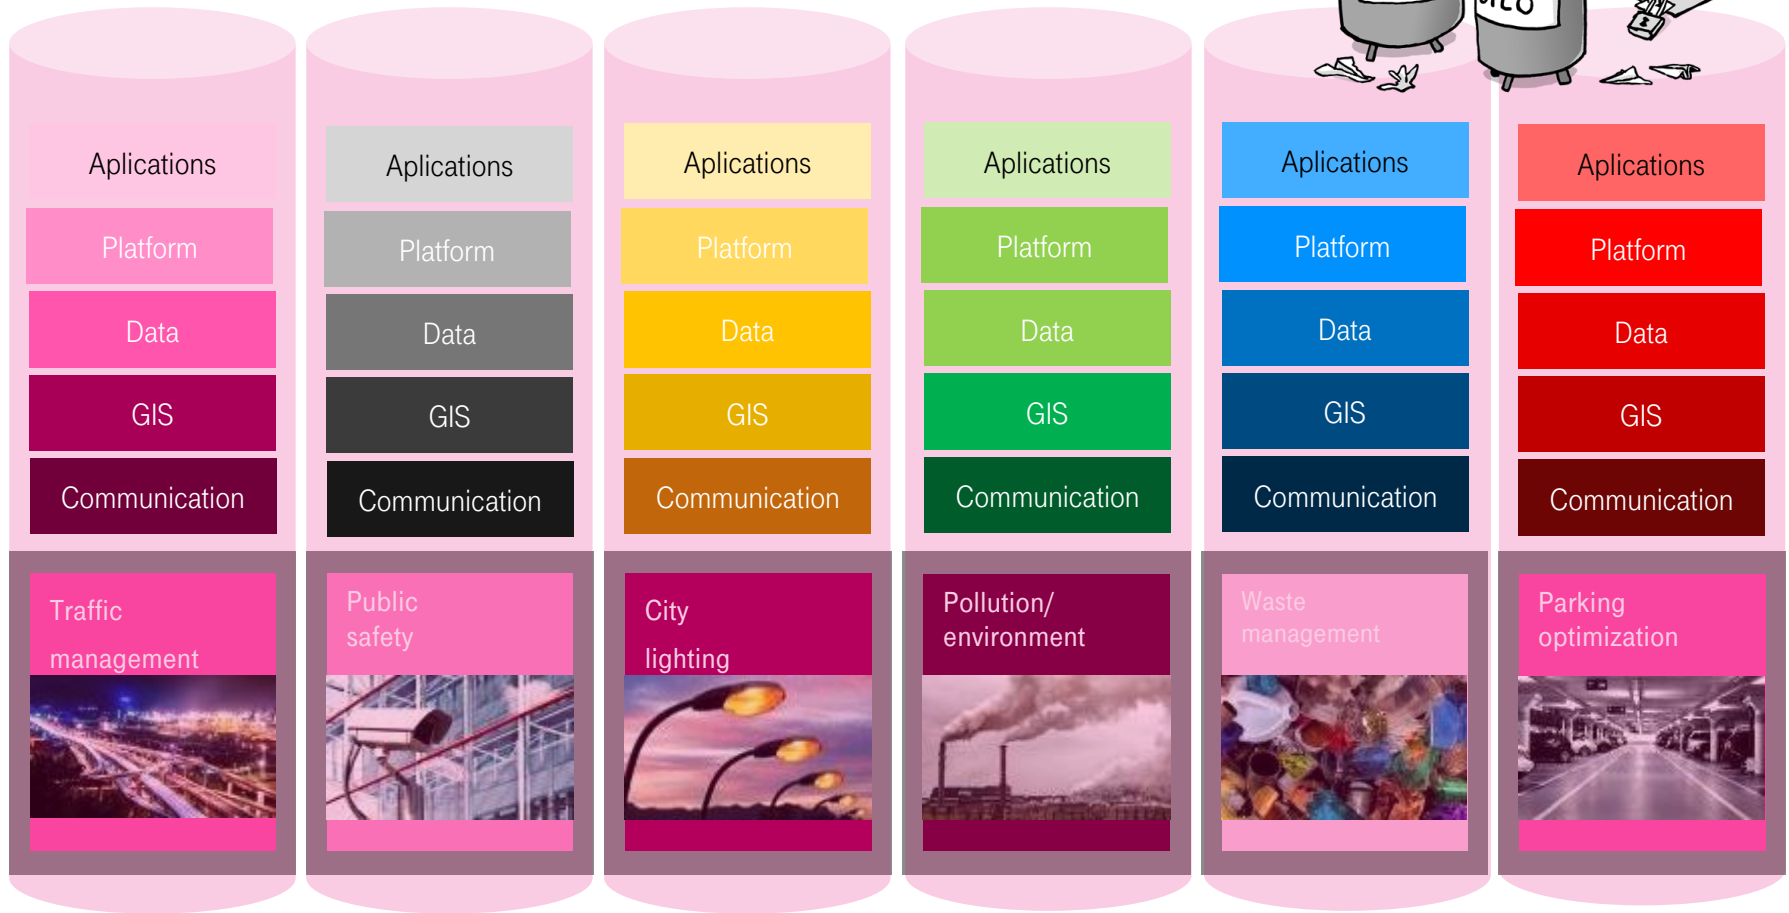 Aplications
Platform
Data
GIS
Communication
Traffic
management
Aplications
Platform
Data
GIS
Communication
Public
safety
Aplications
Platform
Data
GIS
Communication
City
lighting
Aplications
Platform
Data
GIS
Communication
Pollution/
environment
Aplications
Platform
Data
GIS
Communication
Waste
management
Aplications
Platform
Data
GIS
Communication
Parking
optimization